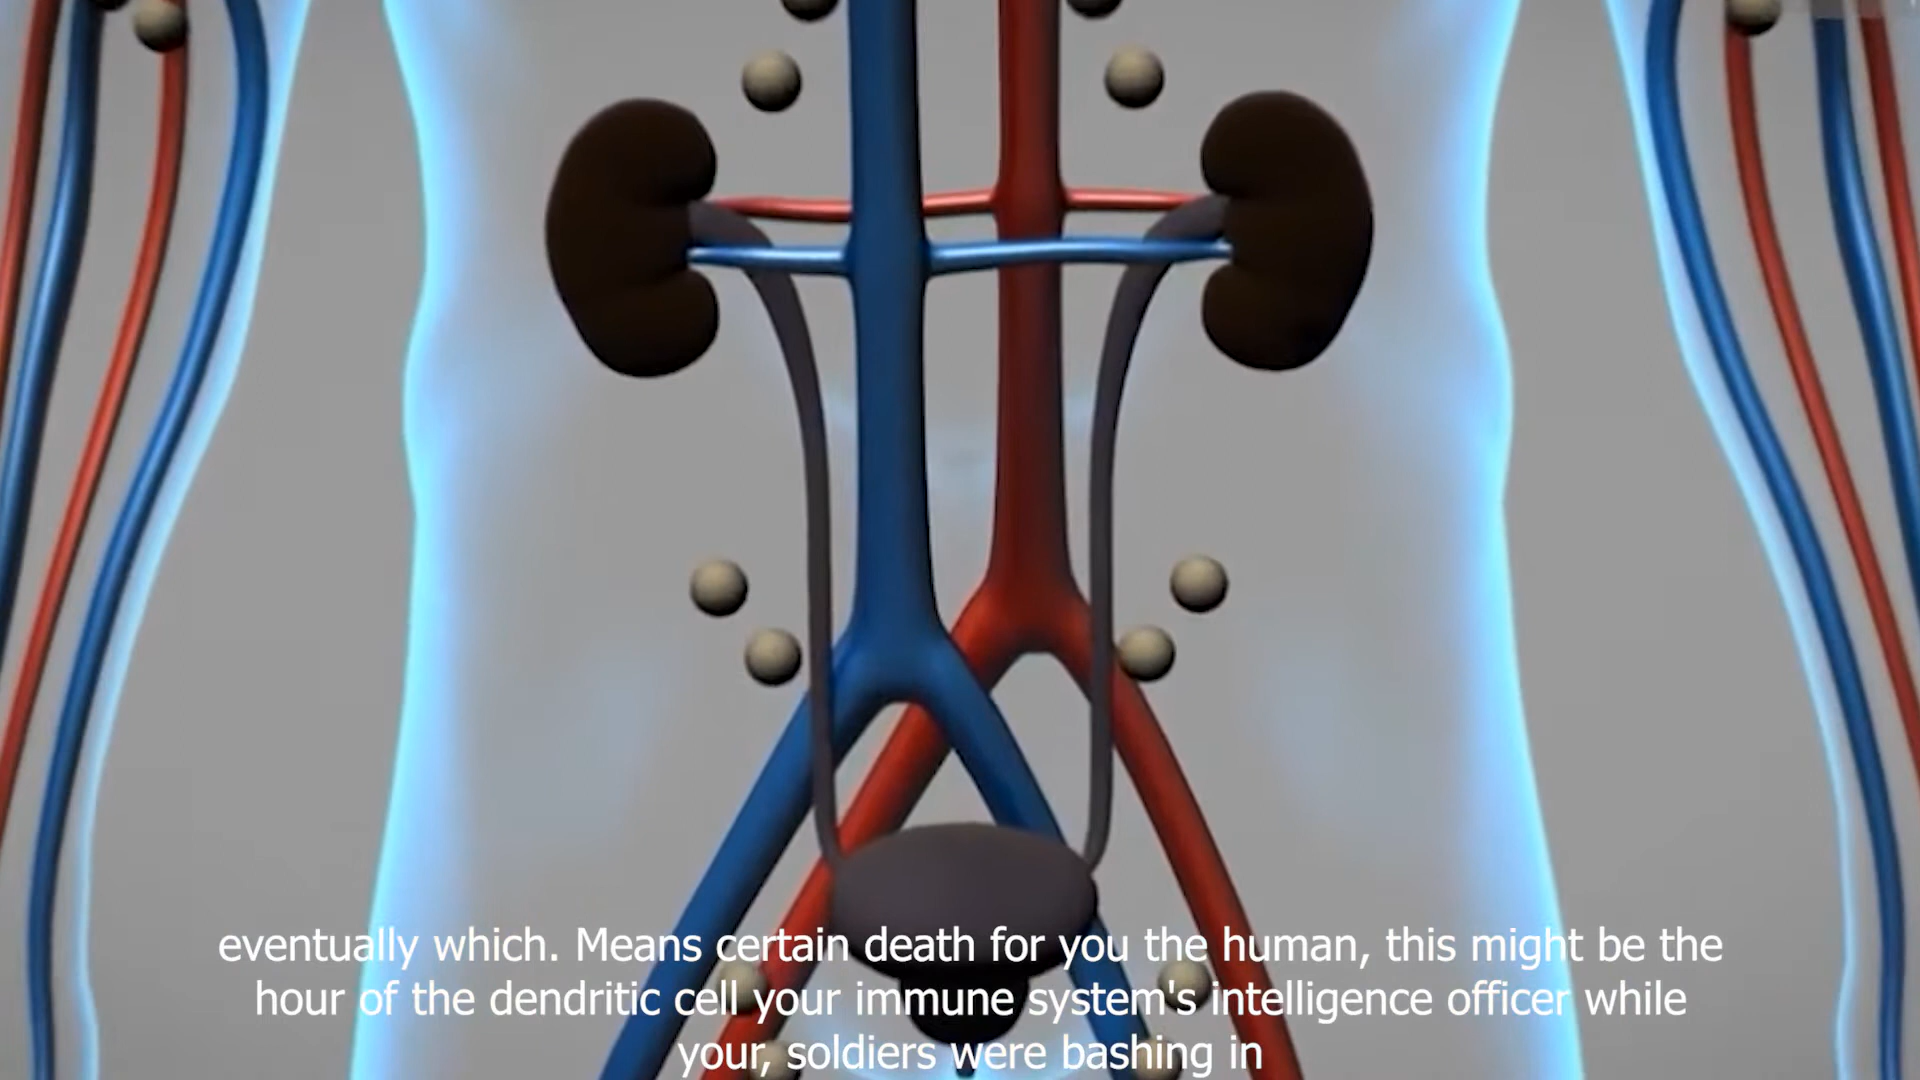 eventually which. Means certain death for you the human, this might be the
hour of the dendritic cell your immune system's intelligence officer while
your, soldiers were bashing in